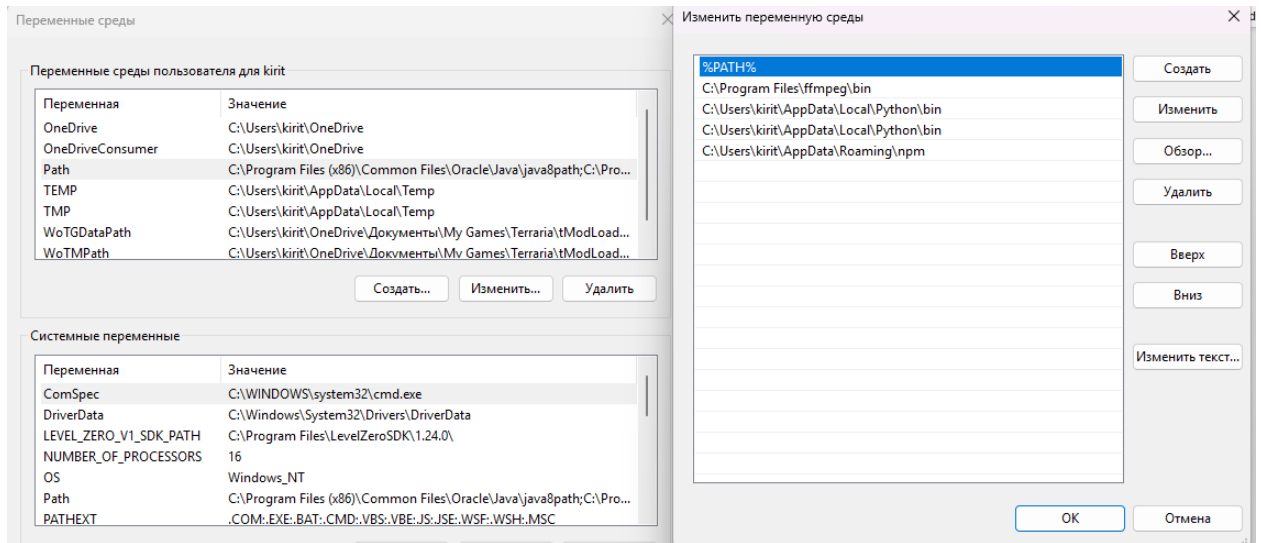 Переменные среды
Переменные среды пользователя для kirit
Переменная Значение
OneDrive C:\Users\kirit\OneDrive
OneDriveConsumer C:\Users\kirit\OneDrive
Path C:\Program Files (x86)\Common Files\Oracle\Java\java8path;C:\Pro...
TEMP C:\Users\kirit\AppData\Local\Temp
TMP C:\Users\kirit\AppData\Local\Temp
WoTGDataPath C:\Users\kirit\OneDrive\Документы\My Games\Terraria\tModLoad...
WoTMPath C:\Users\kirit\OneDrive\Документы\My Games\Terraria\tModLoad...
Создать... Изменить... Удалить
Системные переменные
Переменная Значение
ComSpec C:\WINDOWS\system32\cmd.exe
DriverData C:\Windows\System32\Drivers\DriverData
LEVEL_ZERO_V1_SDK_PATH C:\Program Files\LevelZeroSDK\1.24.0\
NUMBER_OF_PROCESSORS 16
OS Windows_NT
Path C:\Program Files (x86)\Common Files\Oracle\Java\java8path;C:\Pro...
PATHEXT .COM;.EXE;.BAT;.CMD;.VBS;.VBE;.JS;.JSE;.WSF;.WSH;.MSC
Изменить переменную среды
%PATH%
C:\Program Files\ffmpeg\bin
C:\Users\kirit\AppData\Local\Python\bin
C:\Users\kirit\AppData\Local\Python\bin
C:\Users\kirit\AppData\Roaming\npm
Создать
Изменить
Обзор...
Удалить
Вверх
Вниз
Изменить текст...
ОК Отмена